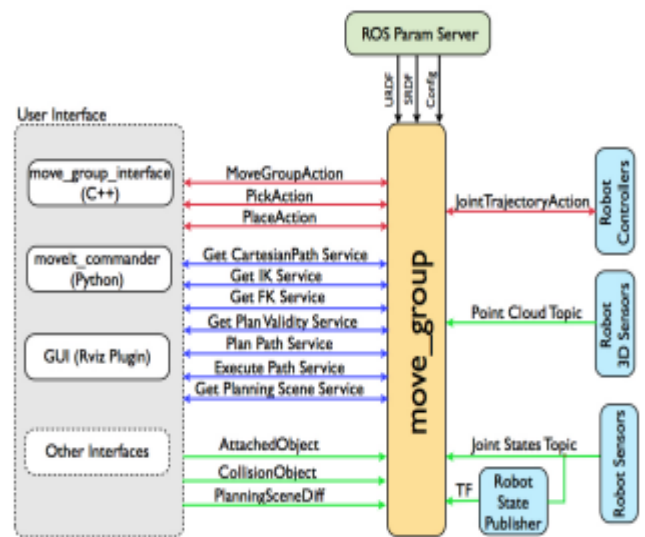 ROS Param Server
URDF
SRDF
Config
User Interface
move_group_interface
(C++)
moveit_commander
(Python)
GUI (Rviz Plugin)
Other Interfaces
MoveGroupAction
PickAction
PlaceAction
Get CartesianPath Service
Get IK Service
Get FK Service
Get Plan Validity Service
Plan Path Service
Execute Path Service
Get Planning Scene Service
AttachedObject
CollisionObject
PlanningSceneDiff
move_group
JointTrajectoryAction
Robot
Controllers
Point Cloud Topic
Robot
3D Sensors
Joint States Topic
Robot Sensors
TF
Robot
State
Publisher